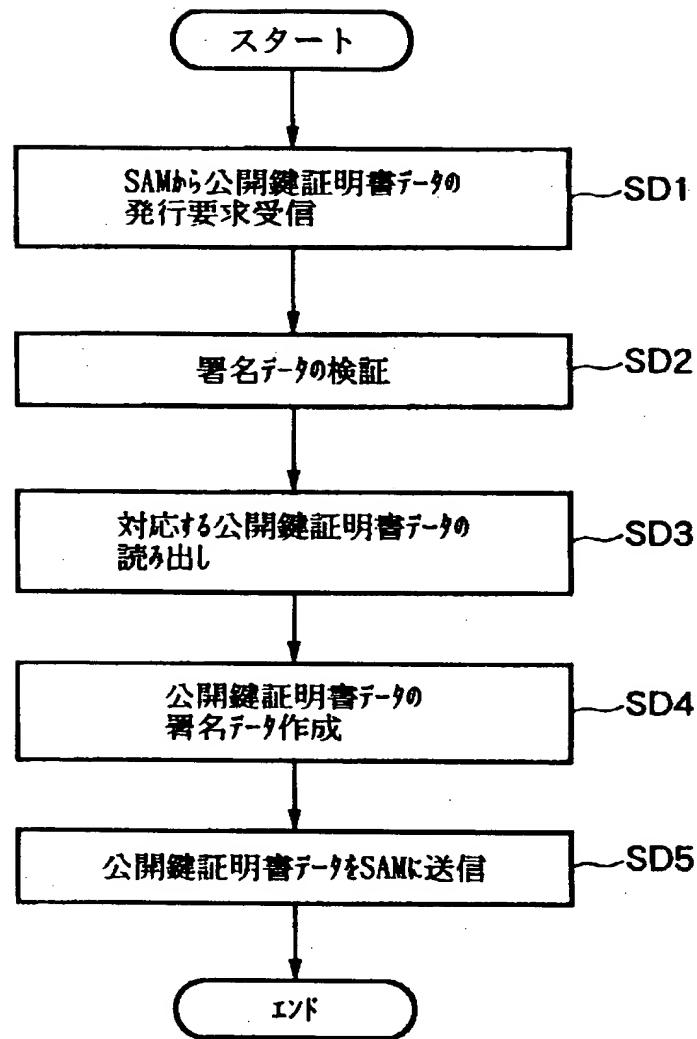 スタート
SAMから公開鍵証明書データの
発行要求受信
SD1
署名データの検証
SD2
対応する公開鍵証明書データの
読み出し
SD3
公開鍵証明書データの
署名データ作成
SD4
公開鍵証明書データをSAMに送信
SD5
エンド